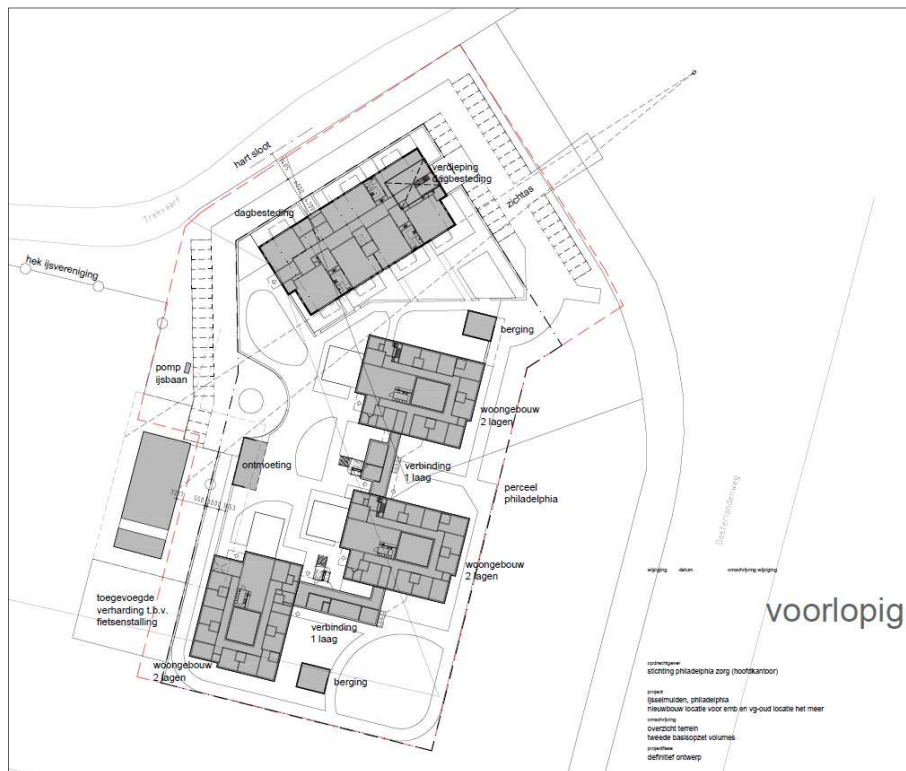 hart sloot
verdieping
dagbesteding
zichtas
dagbesteding
Trekvaart
hek ijsvereniging
berging
pomp
ijsbaan
woongebouw
2 lagen
ontmoeting
verbinding
1 laag
perceel
philadelphia
Oosterlandenweg
woongebouw
2 lagen
wijziging datum omschrijving wijziging
toegevoegde
verharding t.b.v.
fietsenstalling
voorlopig
verbinding
1 laag
woongebouw
2 lagen
berging
opdrachtgever
stichting philadelphia zorg (hoofdkantoor)
project
ijsselmuiden, philadelphia
nieuwbouw locatie voor emb en vg-oud locatie het meer
omschrijving
overzicht terrein
tweede basisopzet volumes
projectfase
definitief ontwerp